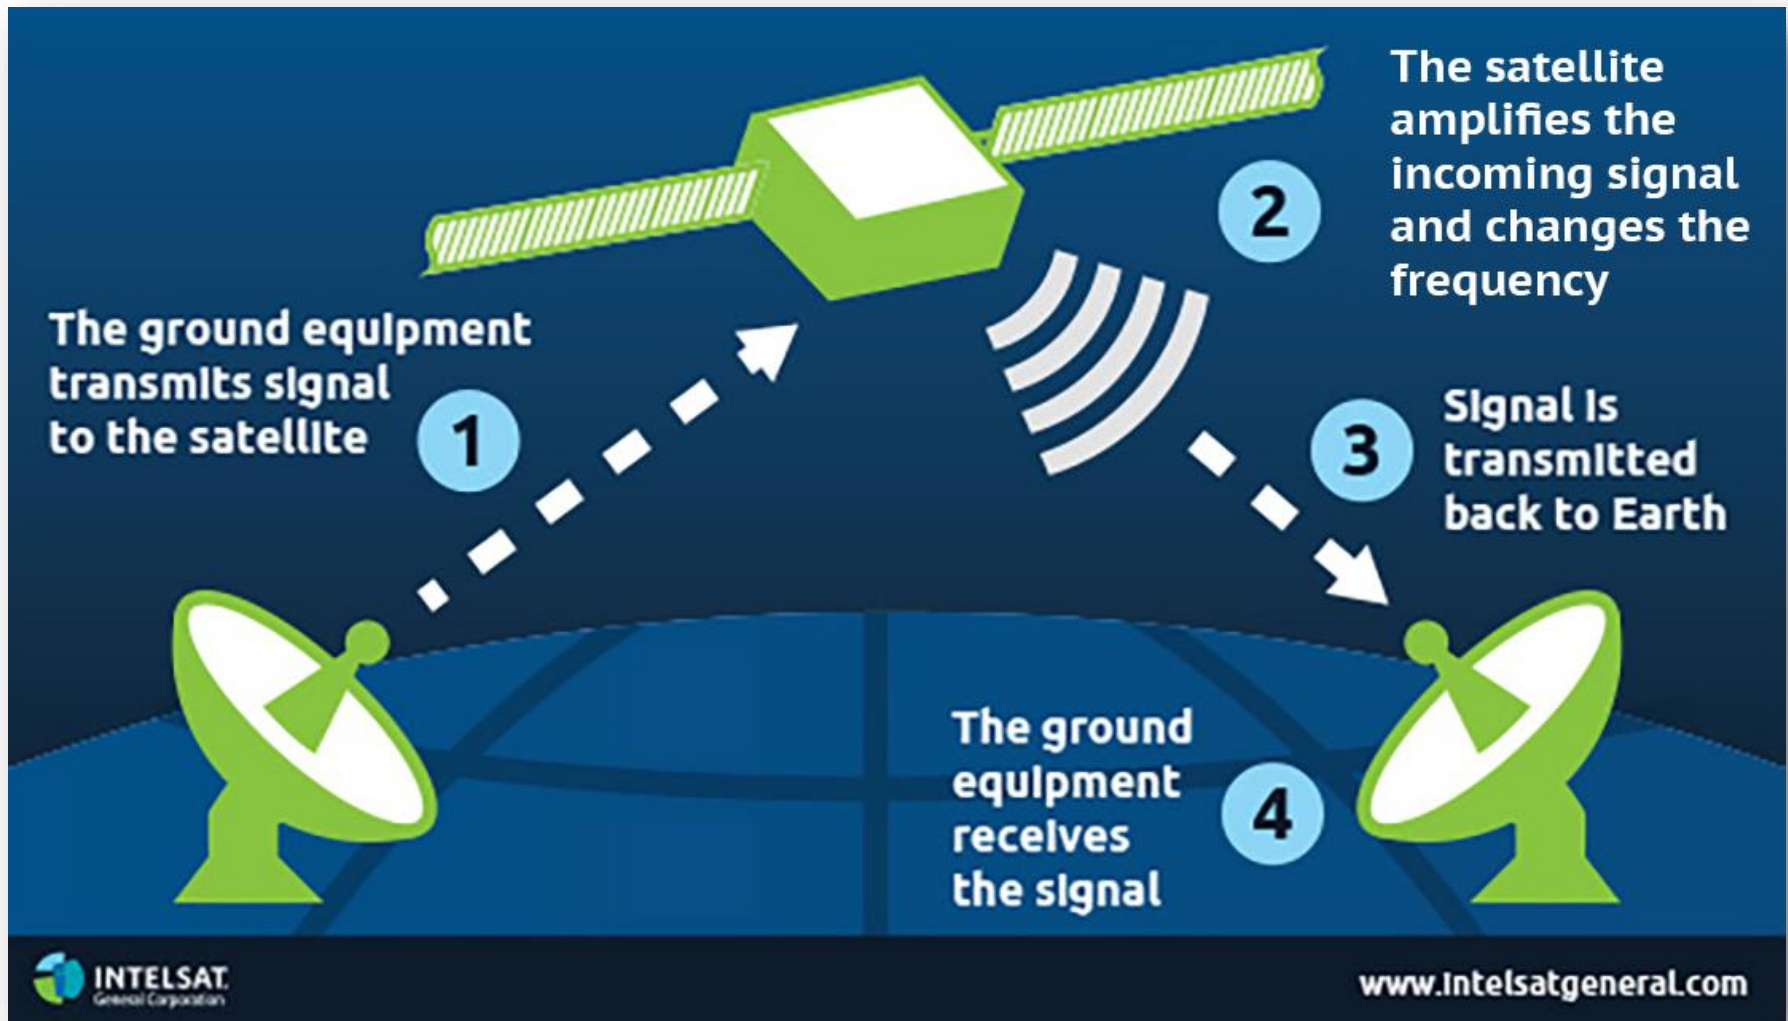 The ground equipment
transmits signal
to the satellite
1
The satellite
amplifies the
incoming signal
and changes the
frequency
2
3
Signal is
transmitted
back to Earth
The ground
equipment
receives
the signal
4
INTELSAT
General Corporation
www.intelsatgeneral.com